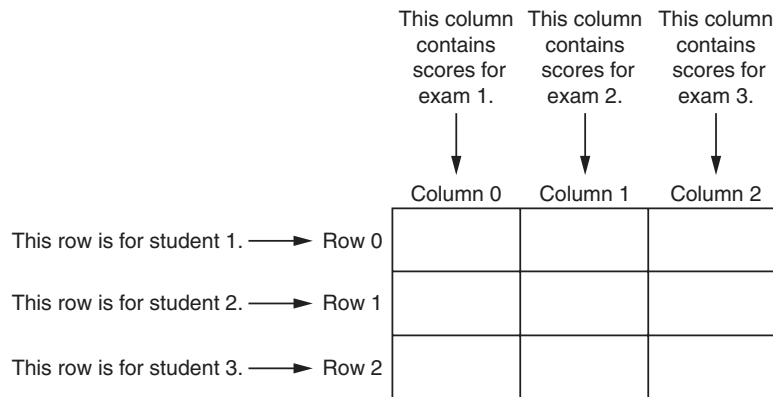 This column
contains
scores for
exam 1.
This column
contains
scores for
exam 2.
This column
contains
scores for
exam 3.
Column 0
Column 1
Column 2
This row is for student 1.
Row 0
This row is for student 2.
Row 1
This row is for student 3.
Row 2